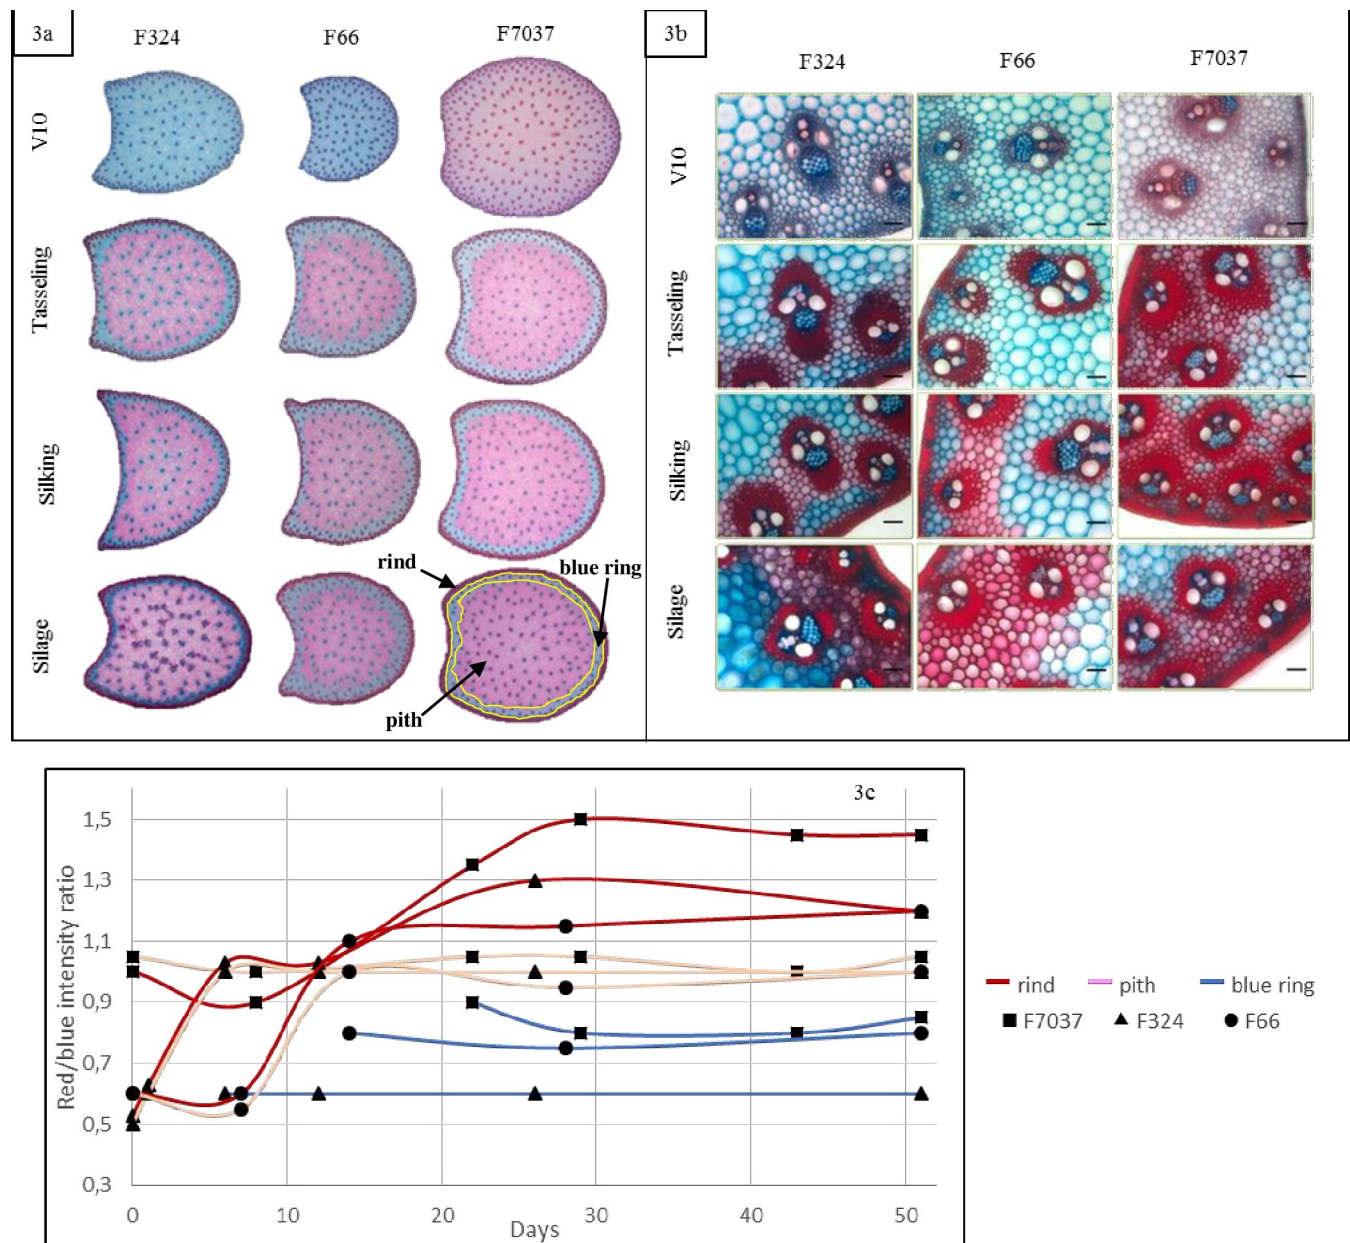 3a
F324
F66
F7037
V10
Tasseling
Silking
Silage
rind
blue ring
pith
3b
F324
F66
F7037
V10
Tasseling
Silking
Silage
3c
Red/blue intensity ratio
1,5
1,3
1,1
0,9
0,7
0,5
0,3
0 10 20 30 40 50
Days
rind pith blue ring
F7037 F324 F66